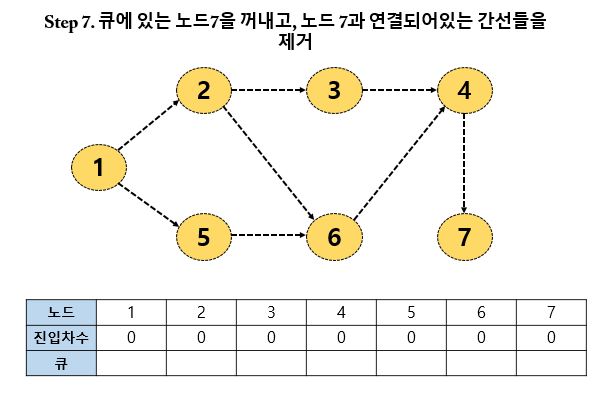 Step 7. 큐에 있는 노드7을 꺼내고, 노드 7과 연결되어있는 간선들을
제거
2 3 4
1
5 6 7
노드 1 2 3 4 5 6 7
진입차수 0 0 0 0 0 0 0
큐